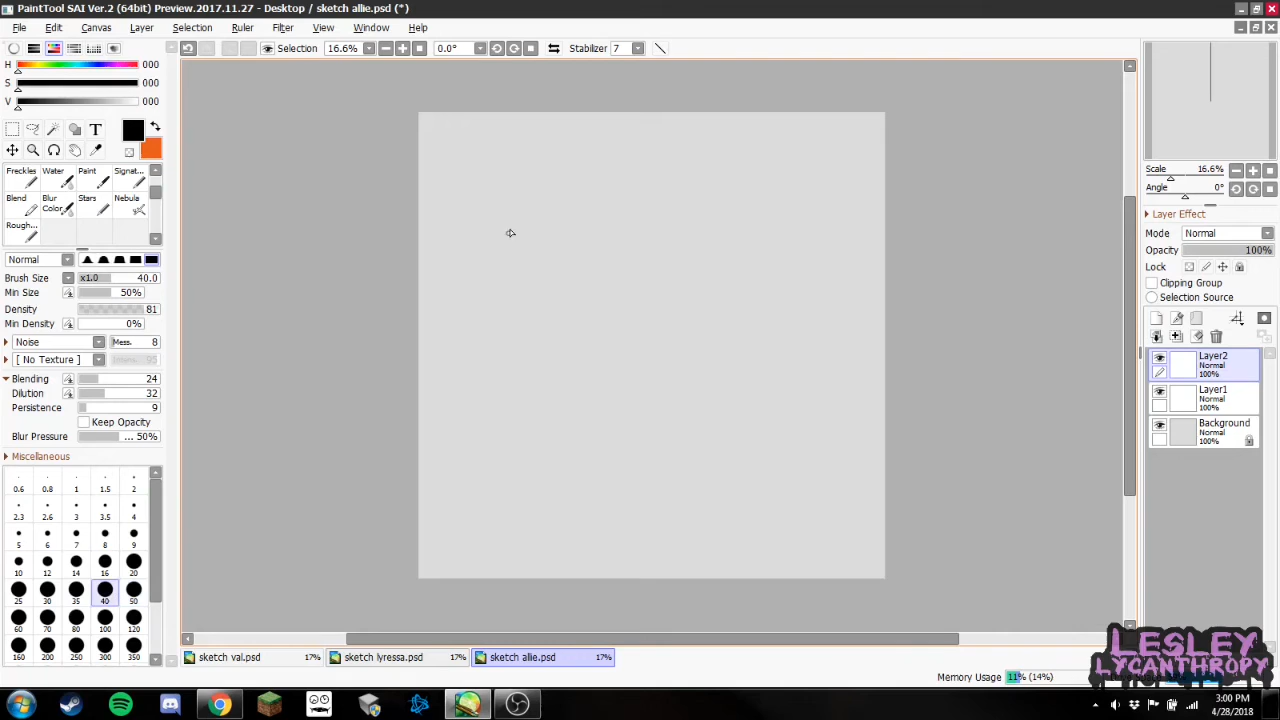 PaintTool SAI Ver.2 (64bit) Preview.2017.11.27 - Desktop / sketch allie.psd (*)
File Edit Canvas Layer Selection Ruler Filter View Window Help
Selection 16.6% 0.0° Stabilizer 7
H 000
S 000
V 000
T
Freckles Water Paint Signat...
Blend Blur Color Stars Nebula
Rough...
Normal
Brush Size x1.0 40.0
Min Size 50%
Density 81
Min Density 0%
Noise Mess. 8
[ No Texture ] 95
Blending 24
Dilution 32
Persistence 9
Keep Opacity
Blur Pressure ... 50%
Miscellaneous
0.6 0.8 1 1.5 2
2.3 2.6 3 3.5 4
5 6 7 8 9
10 12 14 16 20
25 30 35 40 50
60 70 80 100 120
160 200 250 300 350
Scale 16.6%
Angle 0°
Layer Effect
Mode Normal
Opacity 100%
Lock
Clipping Group
Selection Source
Layer2
Normal
100%
Layer1
Normal
100%
Background
Normal
100%
sketch val.psd 17% sketch lyressa.psd 17% sketch allie.psd 17%
LESLEY
LYCANTHROPY
Memory Usage 11% (14%)
3:00 PM
4/28/2018